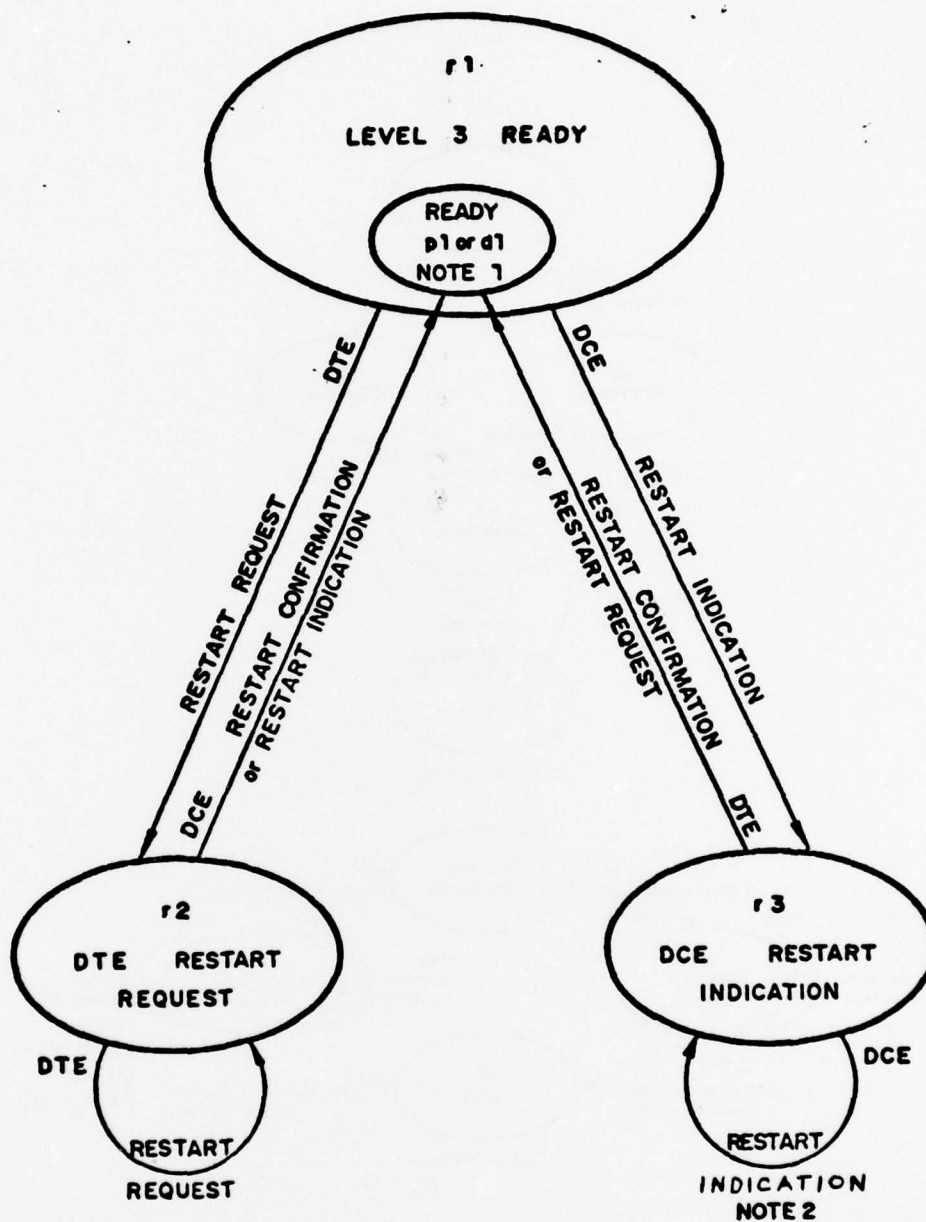 r1
LEVEL 3 READY
READY
p1 or d1
NOTE 1
DTE
RESTART REQUEST
DCE
RESTART CONFIRMATION
or RESTART INDICATION
DCE
RESTART INDICATION
DTE
RESTART CONFIRMATION
or RESTART REQUEST
r2
DTE RESTART
REQUEST
r3
DCE RESTART
INDICATION
DTE
RESTART
REQUEST
DCE
RESTART
INDICATION
NOTE 2